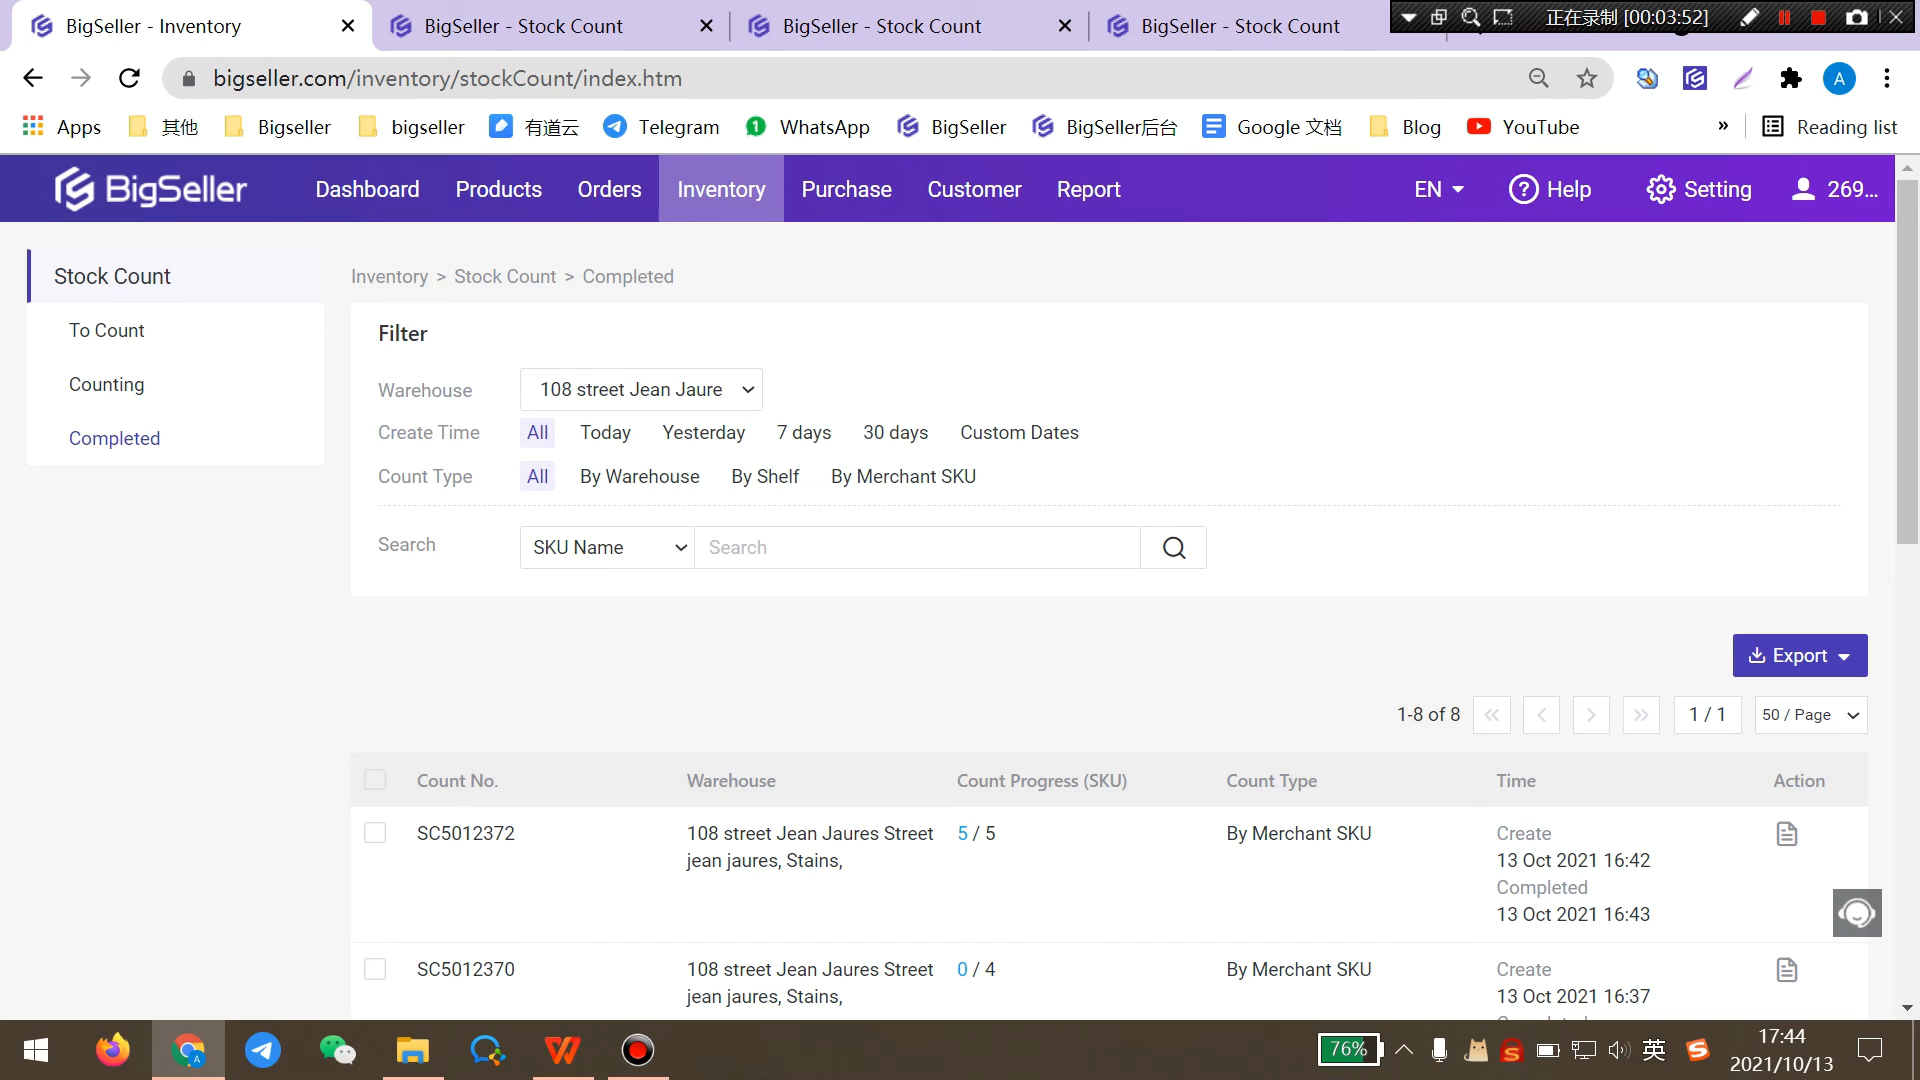 BigSeller - Inventory
BigSeller - Stock Count
BigSeller - Stock Count
BigSeller - Stock Count
正在录制 [00:03:52]
bigseller.com/inventory/stockCount/index.htm
A
Apps
其他
Bigseller
bigseller
有道云
Telegram
1 WhatsApp
BigSeller
BigSeller后台
Google 文档
Blog
YouTube
»
Reading list
BigSeller
Dashboard
Products
Orders
Inventory
Purchase
Customer
Report
EN
Help
Setting
269...
Stock Count
To Count
Counting
Completed
Inventory > Stock Count > Completed
Filter
Warehouse
108 street Jean Jaure
Create Time
All Today Yesterday 7 days 30 days Custom Dates
Count Type
All By Warehouse By Shelf By Merchant SKU
Search
SKU Name
Search
Export
1-8 of 8
1 / 1
50 / Page
Count No. Warehouse Count Progress (SKU) Count Type Time Action
SC5012372
108 street Jean Jaures Street
jean jaures, Stains,
5 / 5
By Merchant SKU
Create
13 Oct 2021 16:42
Completed
13 Oct 2021 16:43
SC5012370
108 street Jean Jaures Street
jean jaures, Stains,
0 / 4
By Merchant SKU
Create
13 Oct 2021 16:37
76%
英
17:44
2021/10/13